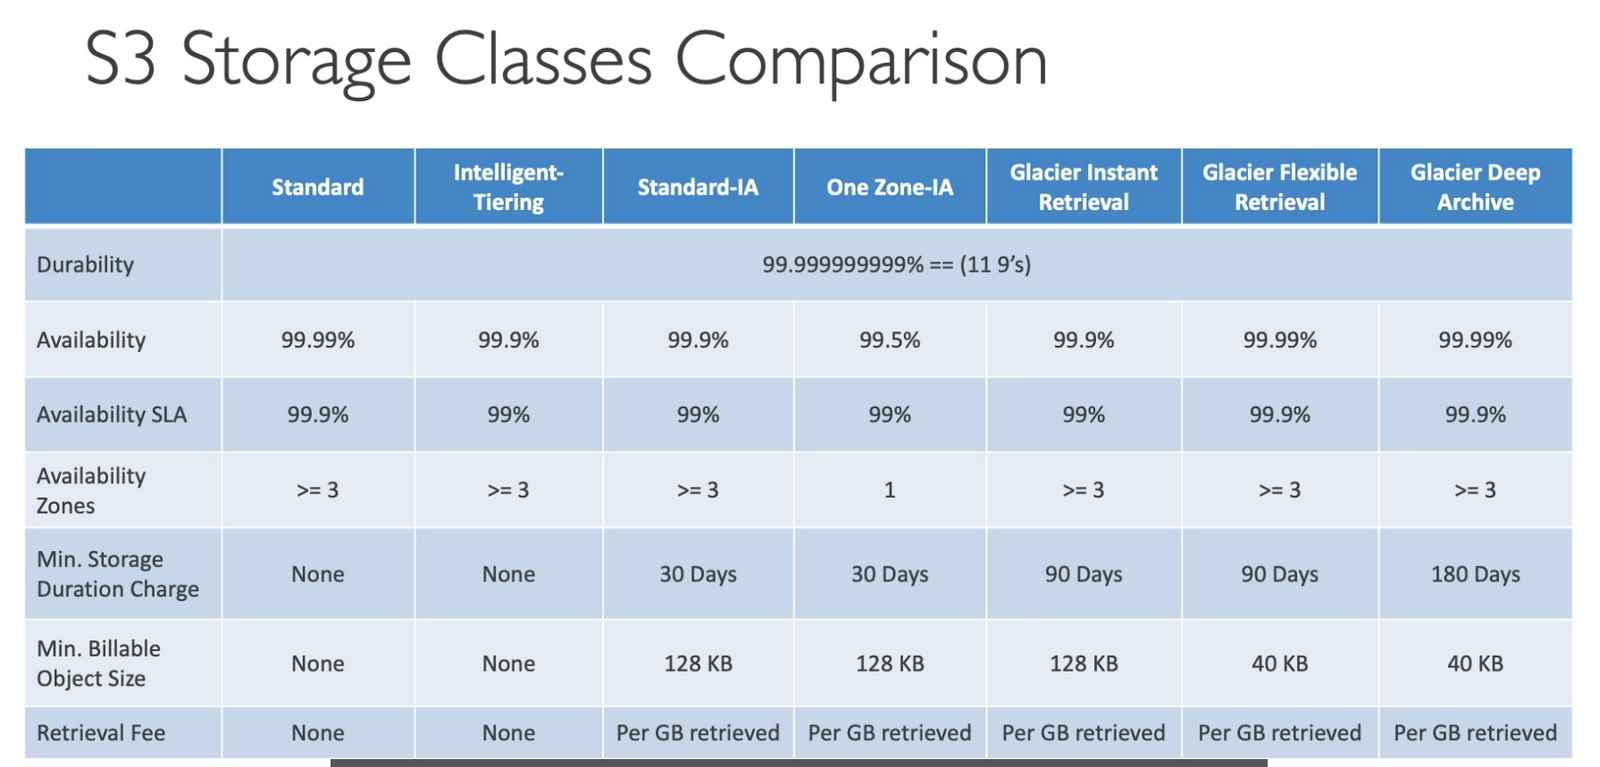 S3 Storage Classes Comparison
Standard
Intelligent-
Tiering
Standard-IA
One Zone-IA
Glacier Instant
Retrieval
Glacier Flexible
Retrieval
Glacier Deep
Archive
Durability
99.999999999% == (11 9’s)
Availability
99.99%
99.9%
99.9%
99.5%
99.9%
99.99%
99.99%
Availability SLA
99.9%
99%
99%
99%
99%
99.9%
99.9%
Availability
Zones
>= 3
>= 3
>= 3
1
>= 3
>= 3
>= 3
Min. Storage
Duration Charge
None
None
30 Days
30 Days
90 Days
90 Days
180 Days
Min. Billable
Object Size
None
None
128 KB
128 KB
128 KB
40 KB
40 KB
Retrieval Fee
None
None
Per GB retrieved
Per GB retrieved
Per GB retrieved
Per GB retrieved
Per GB retrieved